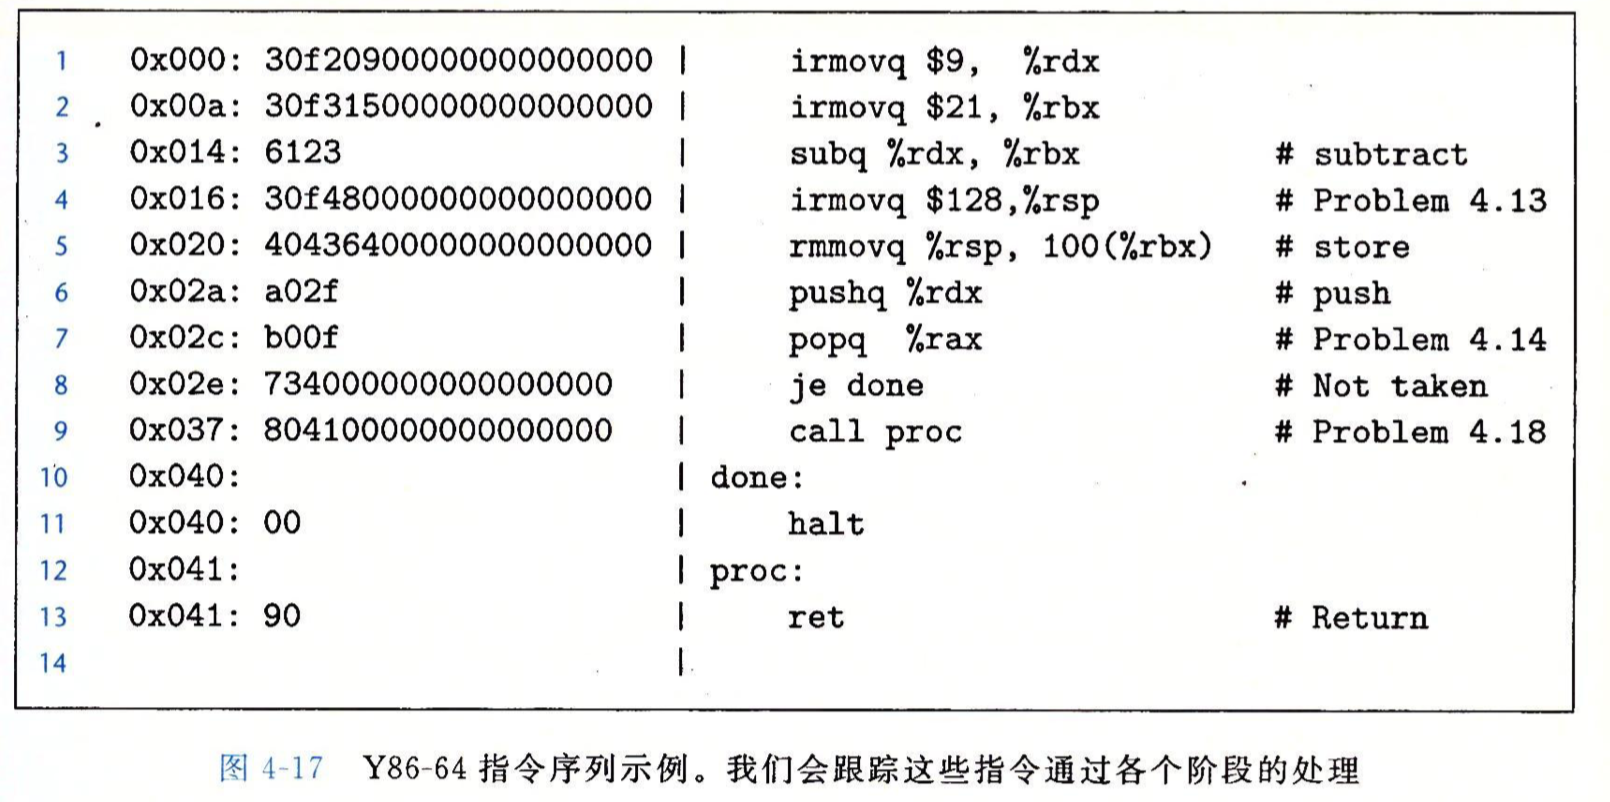 1 0x000: 30f20900000000000000 | irmovq $9, %rdx
2 0x00a: 30f31500000000000000 | irmovq $21, %rbx
3 0x014: 6123 | subq %rdx, %rbx # subtract
4 0x016: 30f48000000000000000 | irmovq $128,%rsp # Problem 4.13
5 0x020: 40436400000000000000 | rmmovq %rsp, 100(%rbx) # store
6 0x02a: a02f | pushq %rdx # push
7 0x02c: b00f | popq %rax # Problem 4.14
8 0x02e: 734000000000000000 | je done # Not taken
9 0x037: 804100000000000000 | call proc # Problem 4.18
10 0x040: | done:
11 0x040: 00 | halt
12 0x041: | proc:
13 0x041: 90 | ret # Return
14 |
图 4-17 Y86-64 指令序列示例。我们会跟踪这些指令通过各个阶段的处理